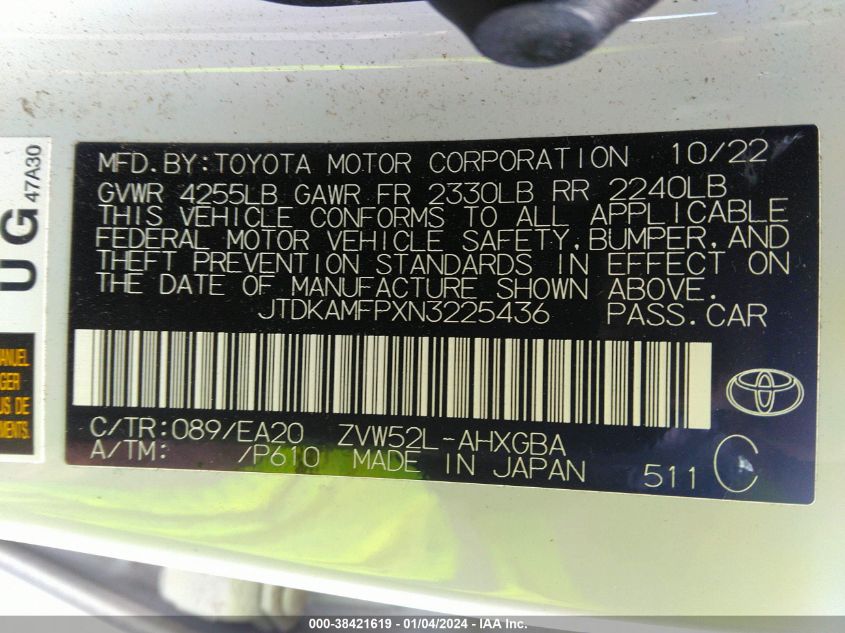 MFD.BY:TOYOTA MOTOR CORPORATION 10/22
GVWR 4255LB GAWR FR 2330LB RR 2240LB
THIS VEHICLE CONFORMS TO ALL APPLICABLE
FEDERAL MOTOR VEHICLE SAFETY,BUMPER,AND
THEFT PREVENTION STANDARDS IN EFFECT ON
THE DATE OF MANUFACTURE SHOWN ABOVE.
JTDKAMFPXN3225436 PASS.CAR
C/TR:089/EA20 ZVW52L-AHXGBA
A/TM: /P610 MADE IN JAPAN 511 C
UG
47A30
000-38421619 - 01/04/2024 - IAA Inc.